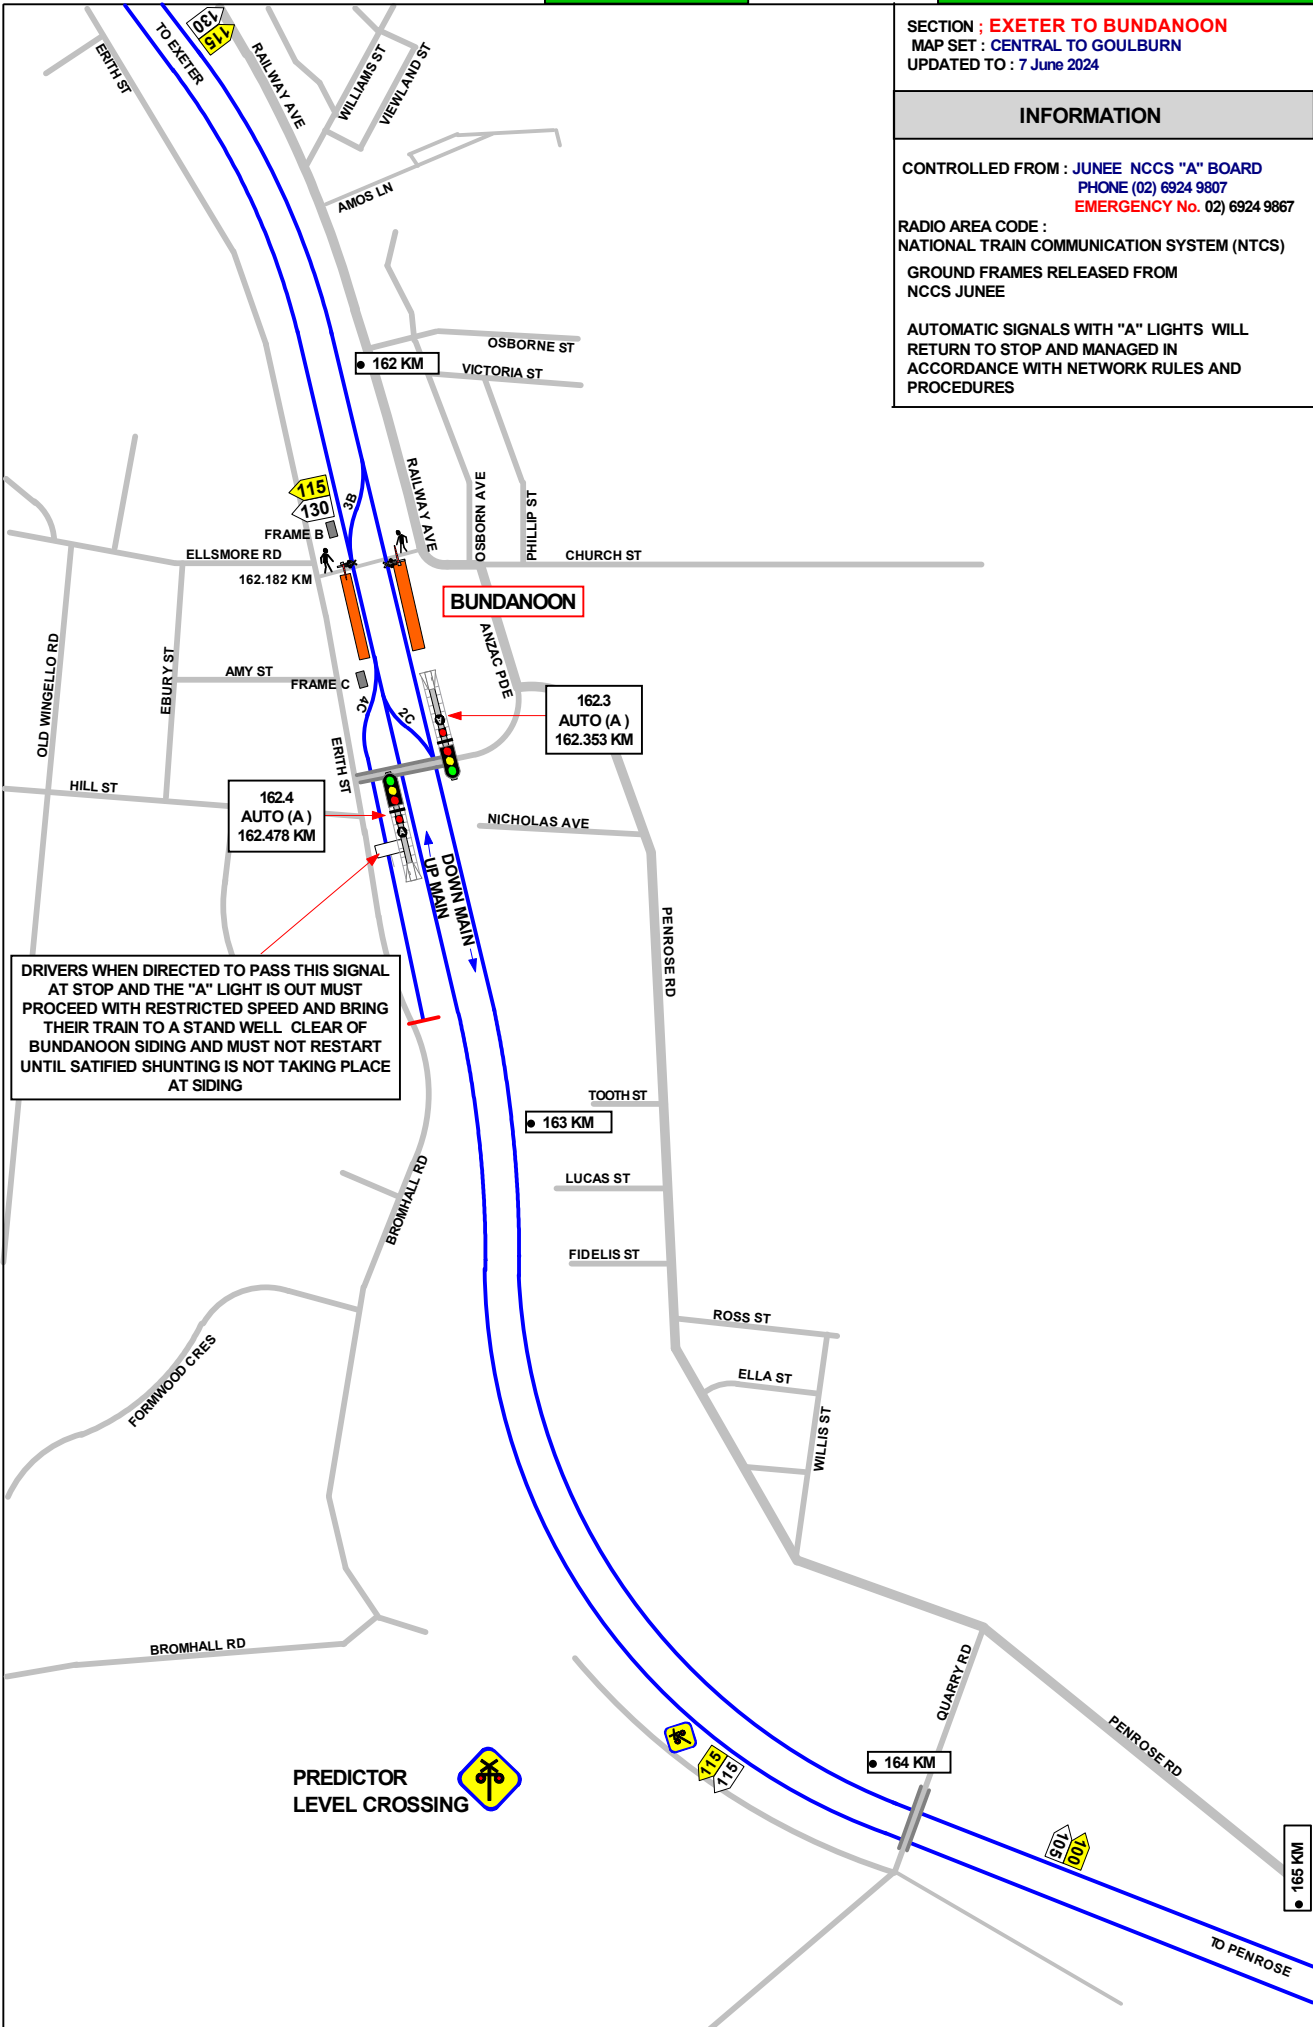 SECTION ; EXETER TO BUNDANOON
MAP SET : CENTRAL TO GOULBURN
UPDATED TO : 7 June 2024
INFORMATION
CONTROLLED FROM : JUNEE NCCS "A" BOARD
PHONE (02) 6924 9807
EMERGENCY No. 02) 6924 9867
RADIO AREA CODE :
NATIONAL TRAIN COMMUNICATION SYSTEM (NTCS)
GROUND FRAMES RELEASED FROM
NCCS JUNEE
AUTOMATIC SIGNALS WITH "A" LIGHTS WILL
RETURN TO STOP AND MANAGED IN
ACCORDANCE WITH NETWORK RULES AND
PROCEDURES
TO EXETER
130
115
ERITH ST
RAILWAY AVE
WILLIAMS ST
VIEWLAND ST
AMOS LN
OSBORNE ST
162 KM
VICTORIA ST
RAILWAY AVE
OSBORN AVE
PHILLIP ST
115
130
3B
FRAME B
ELLSMORE RD
CHURCH ST
162.182 KM
BUNDANOON
OLD WINGELLO RD
EBURY ST
AMY ST
FRAME C
4C
2C
ANZAC PDE
162.3
AUTO (A )
162.353 KM
ERITH ST
HILL ST
162.4
AUTO (A )
162.478 KM
A
A
NICHOLAS AVE
UP MAIN
DOWN MAIN
PENROSE RD
DRIVERS WHEN DIRECTED TO PASS THIS SIGNAL
AT STOP AND THE "A" LIGHT IS OUT MUST
PROCEED WITH RESTRICTED SPEED AND BRING
THEIR TRAIN TO A STAND WELL CLEAR OF
BUNDANOON SIDING AND MUST NOT RESTART
UNTIL SATIFIED SHUNTING IS NOT TAKING PLACE
AT SIDING
TOOTH ST
163 KM
LUCAS ST
BROMHALL RD
FIDELIS ST
ROSS ST
ELLA ST
WILLIS ST
FORMWOOD CRES
BROMHALL RD
QUARRY RD
PENROSE RD
115
115
164 KM
PREDICTOR
LEVEL CROSSING
105
100
165 KM
TO PENROSE